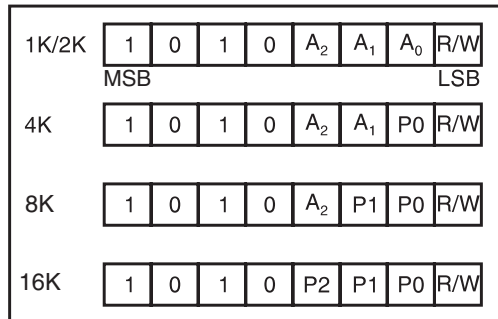 1K/2K 1 0 1 0 A₂ A₁ A₀ R/W
MSB LSB
4K 1 0 1 0 A₂ A₁ P0 R/W
8K 1 0 1 0 A₂ P1 P0 R/W
16K 1 0 1 0 P2 P1 P0 R/W